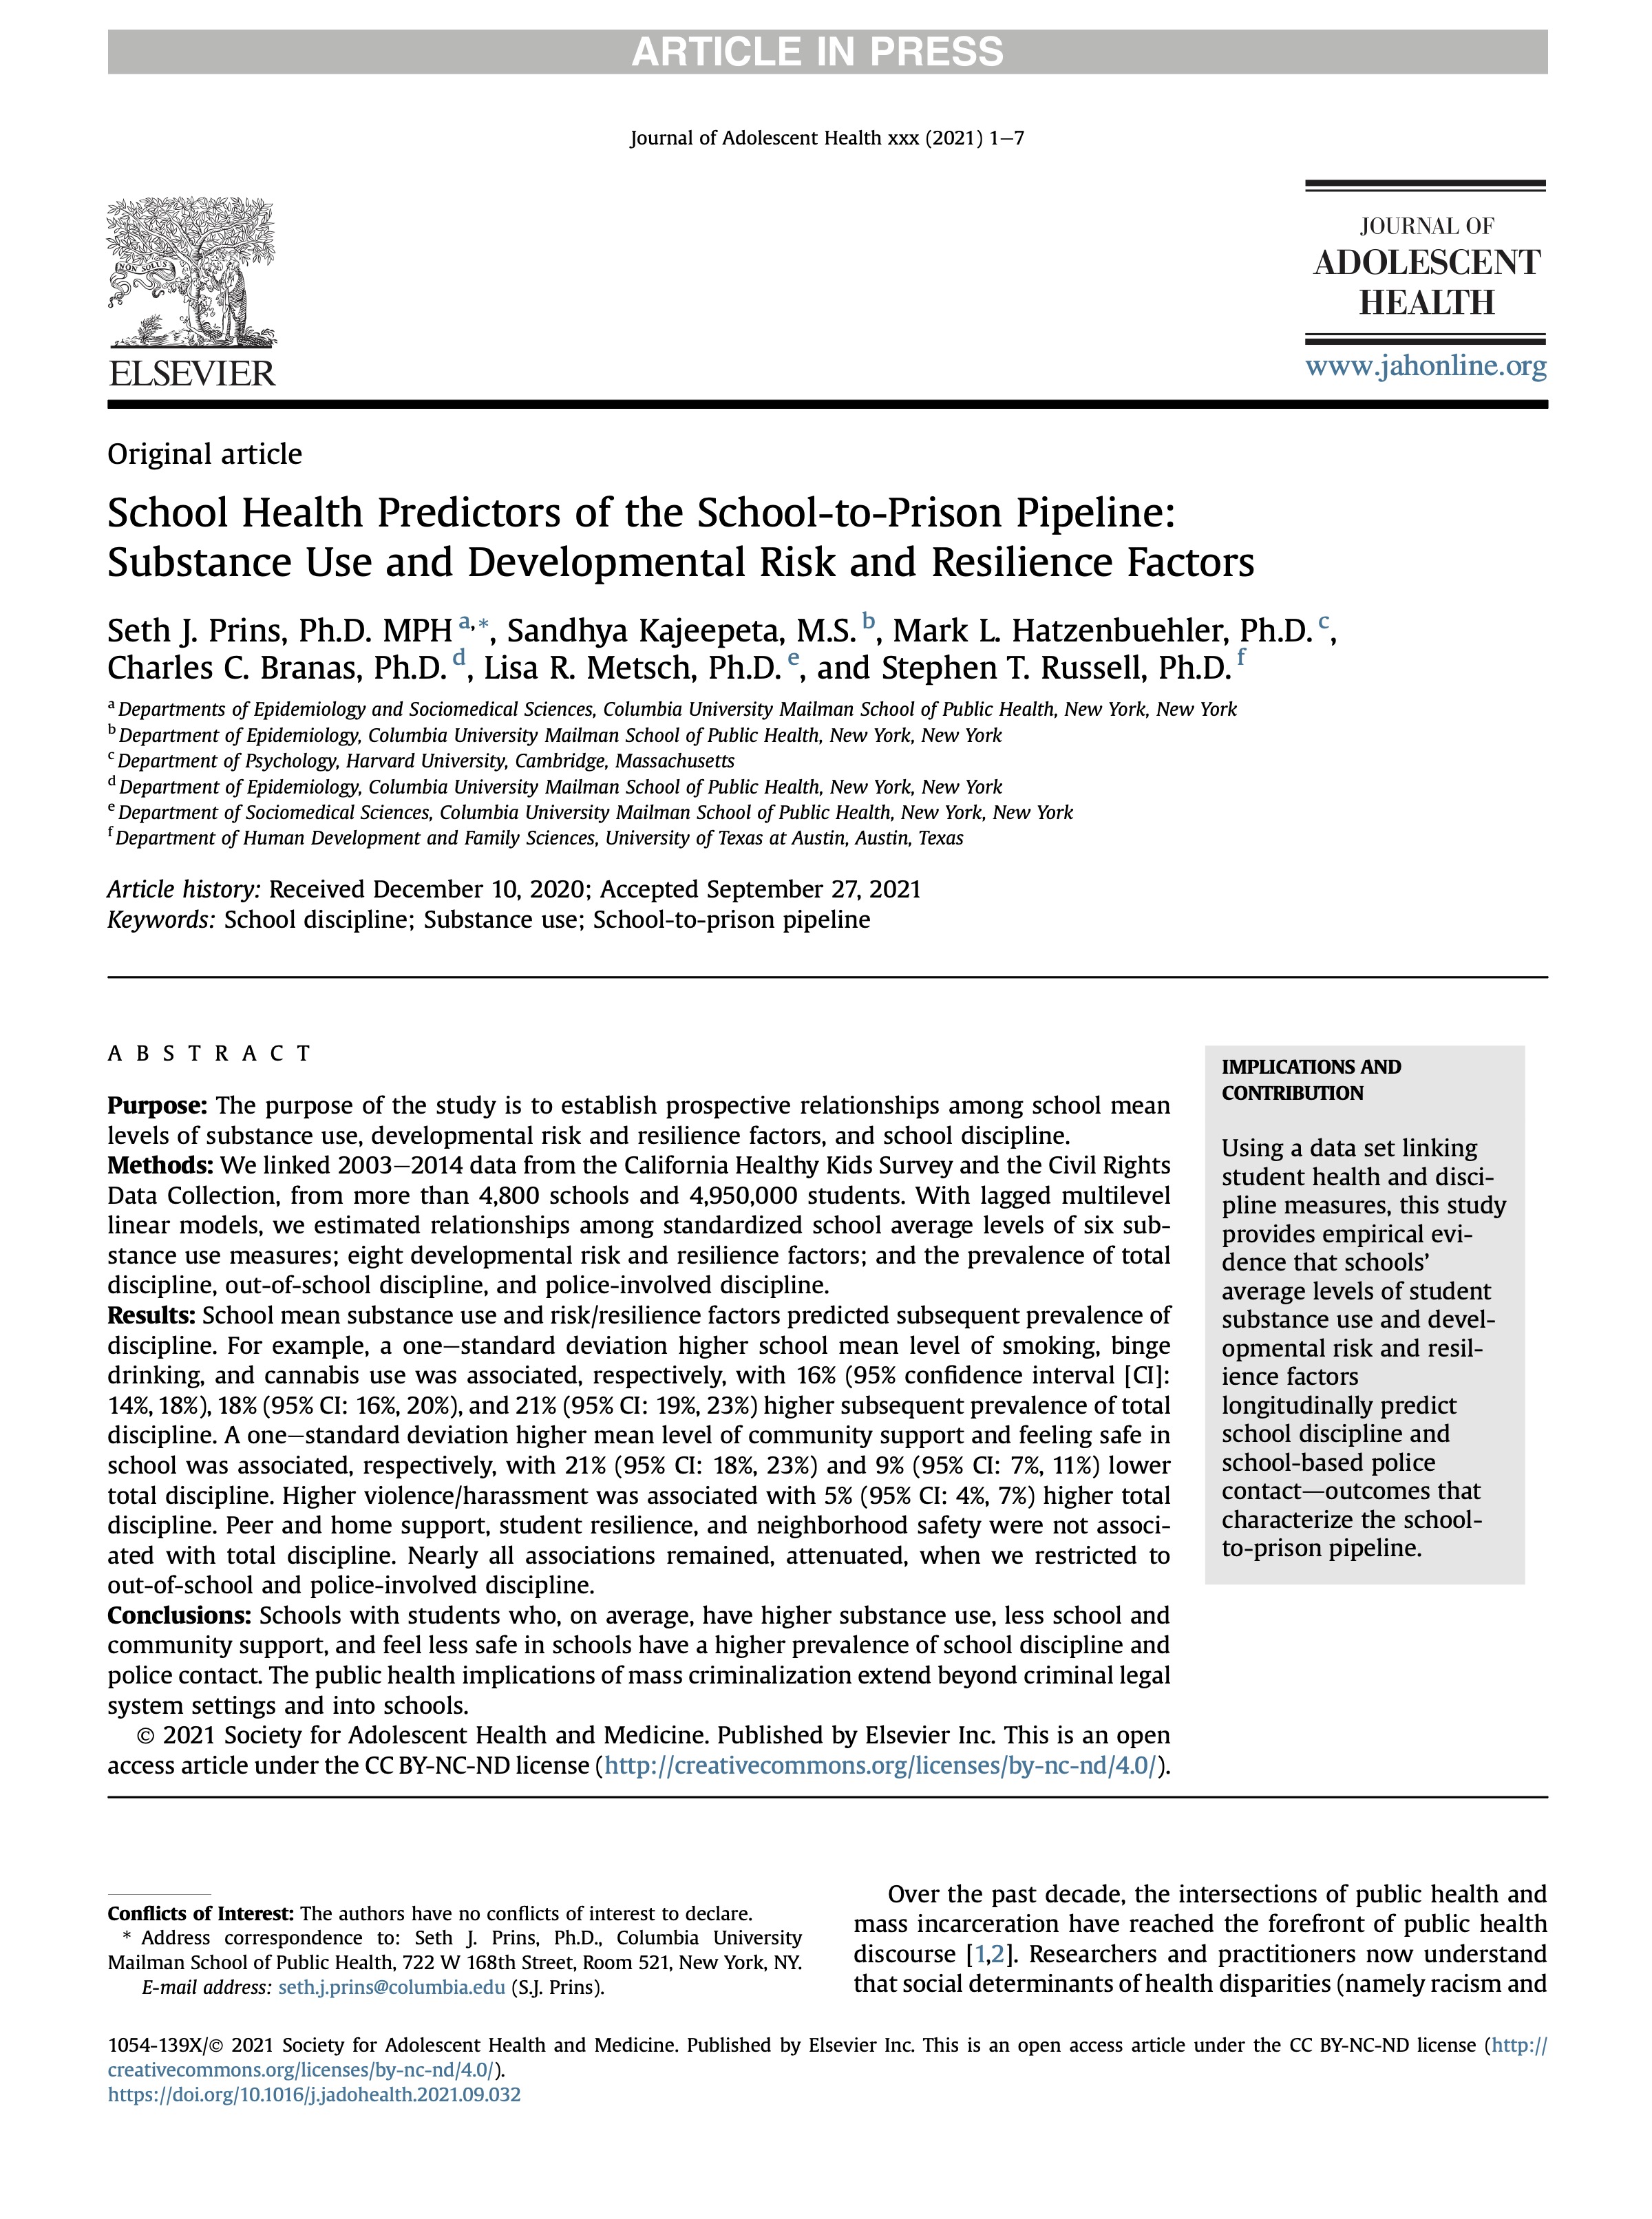 ARTICLE IN PRESS
Journal of Adolescent Health xxx (2021) 1–7
NON SOLUS
ELSEVIER
JOURNAL OF
ADOLESCENT
HEALTH
www.jahonline.org
Original article
School Health Predictors of the School-to-Prison Pipeline:
Substance Use and Developmental Risk and Resilience Factors
Seth J. Prins, Ph.D. MPH a,*, Sandhya Kajeepeta, M.S. b, Mark L. Hatzenbuehler, Ph.D. c,
Charles C. Branas, Ph.D. d, Lisa R. Metsch, Ph.D. e, and Stephen T. Russell, Ph.D. f
a Departments of Epidemiology and Sociomedical Sciences, Columbia University Mailman School of Public Health, New York, New York
b Department of Epidemiology, Columbia University Mailman School of Public Health, New York, New York
c Department of Psychology, Harvard University, Cambridge, Massachusetts
d Department of Epidemiology, Columbia University Mailman School of Public Health, New York, New York
e Department of Sociomedical Sciences, Columbia University Mailman School of Public Health, New York, New York
f Department of Human Development and Family Sciences, University of Texas at Austin, Austin, Texas
Article history: Received December 10, 2020; Accepted September 27, 2021
Keywords: School discipline; Substance use; School-to-prison pipeline
A B S T R A C T
Purpose: The purpose of the study is to establish prospective relationships among school mean
levels of substance use, developmental risk and resilience factors, and school discipline.
Methods: We linked 2003–2014 data from the California Healthy Kids Survey and the Civil Rights
Data Collection, from more than 4,800 schools and 4,950,000 students. With lagged multilevel
linear models, we estimated relationships among standardized school average levels of six sub-
stance use measures; eight developmental risk and resilience factors; and the prevalence of total
discipline, out-of-school discipline, and police-involved discipline.
Results: School mean substance use and risk/resilience factors predicted subsequent prevalence of
discipline. For example, a one–standard deviation higher school mean level of smoking, binge
drinking, and cannabis use was associated, respectively, with 16% (95% confidence interval [CI]:
14%, 18%), 18% (95% CI: 16%, 20%), and 21% (95% CI: 19%, 23%) higher subsequent prevalence of total
discipline. A one–standard deviation higher mean level of community support and feeling safe in
school was associated, respectively, with 21% (95% CI: 18%, 23%) and 9% (95% CI: 7%, 11%) lower
total discipline. Higher violence/harassment was associated with 5% (95% CI: 4%, 7%) higher total
discipline. Peer and home support, student resilience, and neighborhood safety were not associ-
ated with total discipline. Nearly all associations remained, attenuated, when we restricted to
out-of-school and police-involved discipline.
Conclusions: Schools with students who, on average, have higher substance use, less school and
community support, and feel less safe in schools have a higher prevalence of school discipline and
police contact. The public health implications of mass criminalization extend beyond criminal legal
system settings and into schools.
© 2021 Society for Adolescent Health and Medicine. Published by Elsevier Inc. This is an open
access article under the CC BY-NC-ND license (http://creativecommons.org/licenses/by-nc-nd/4.0/).
IMPLICATIONS AND
CONTRIBUTION
Using a data set linking
student health and disci-
pline measures, this study
provides empirical evi-
dence that schools'
average levels of student
substance use and devel-
opmental risk and resil-
ience factors
longitudinally predict
school discipline and
school-based police
contact—outcomes that
characterize the school-
to-prison pipeline.
Conflicts of Interest: The authors have no conflicts of interest to declare.
* Address correspondence to: Seth J. Prins, Ph.D., Columbia University
Mailman School of Public Health, 722 W 168th Street, Room 521, New York, NY.
E-mail address: seth.j.prins@columbia.edu (S.J. Prins).
Over the past decade, the intersections of public health and
mass incarceration have reached the forefront of public health
discourse [1,2]. Researchers and practitioners now understand
that social determinants of health disparities (namely racism and
1054-139X/© 2021 Society for Adolescent Health and Medicine. Published by Elsevier Inc. This is an open access article under the CC BY-NC-ND license (http://
creativecommons.org/licenses/by-nc-nd/4.0/).
https://doi.org/10.1016/j.jadohealth.2021.09.032